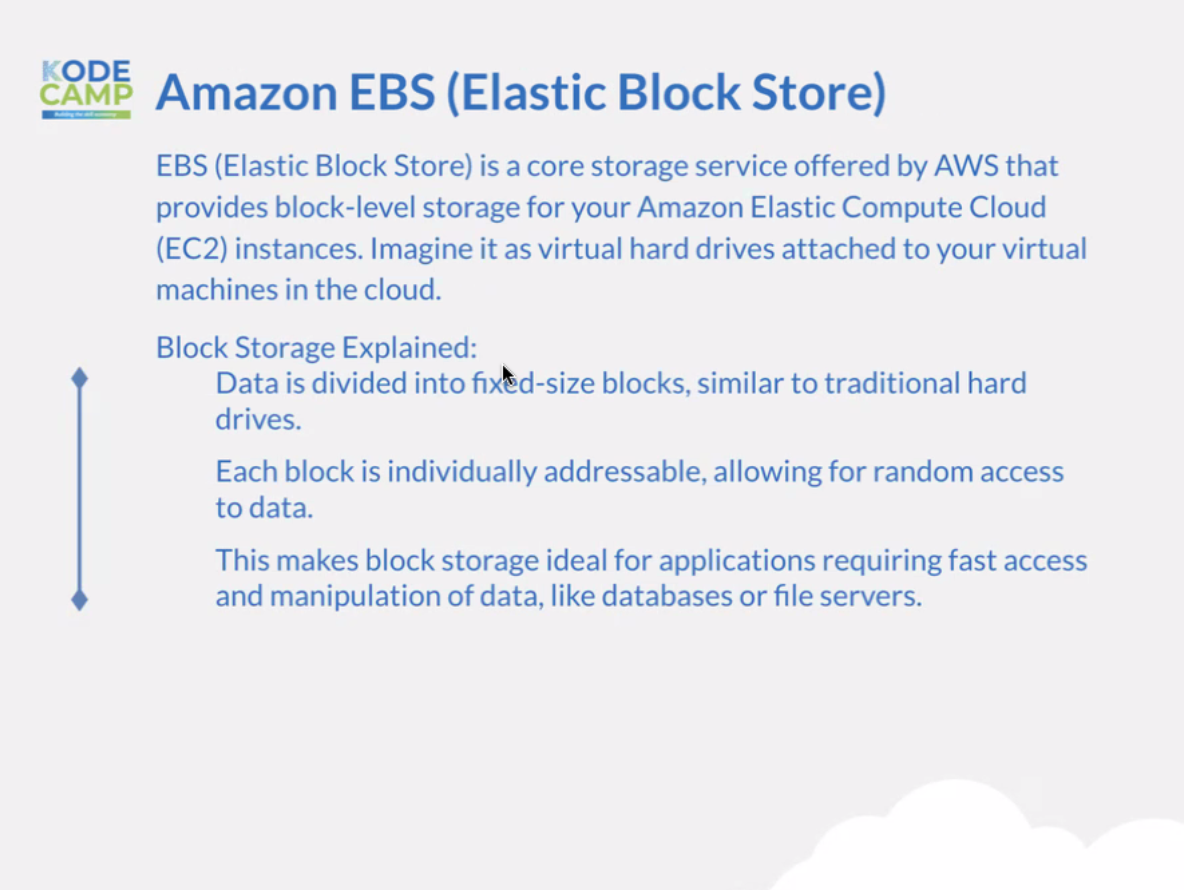 KODE
CAMP
Building the skill economy
Amazon EBS (Elastic Block Store)
EBS (Elastic Block Store) is a core storage service offered by AWS that
provides block-level storage for your Amazon Elastic Compute Cloud
(EC2) instances. Imagine it as virtual hard drives attached to your virtual
machines in the cloud.
Block Storage Explained:
Data is divided into fixed-size blocks, similar to traditional hard
drives.
Each block is individually addressable, allowing for random access
to data.
This makes block storage ideal for applications requiring fast access
and manipulation of data, like databases or file servers.